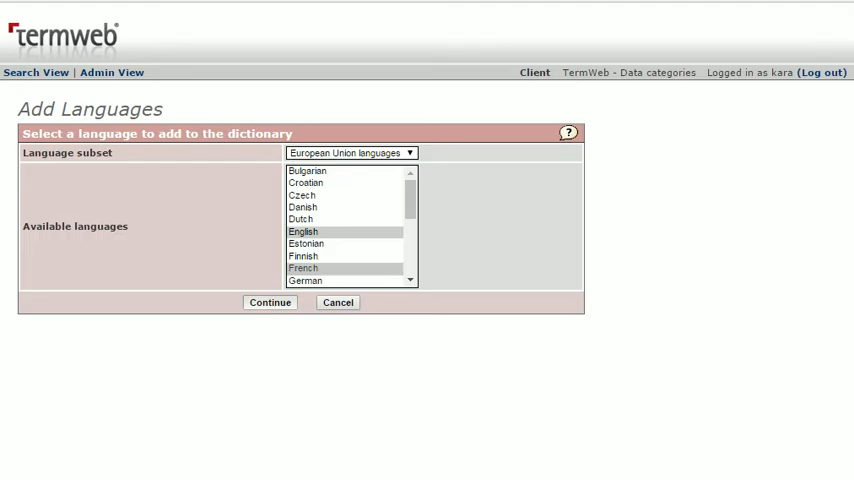 termweb
Search View | Admin View Client TermWeb - Data categories Logged in as kara (Log out)
Add Languages
Select a language to add to the dictionary ?
Language subset European Union languages
Available languages
Bulgarian
Croatian
Czech
Danish
Dutch
English
Estonian
Finnish
French
German
Continue Cancel